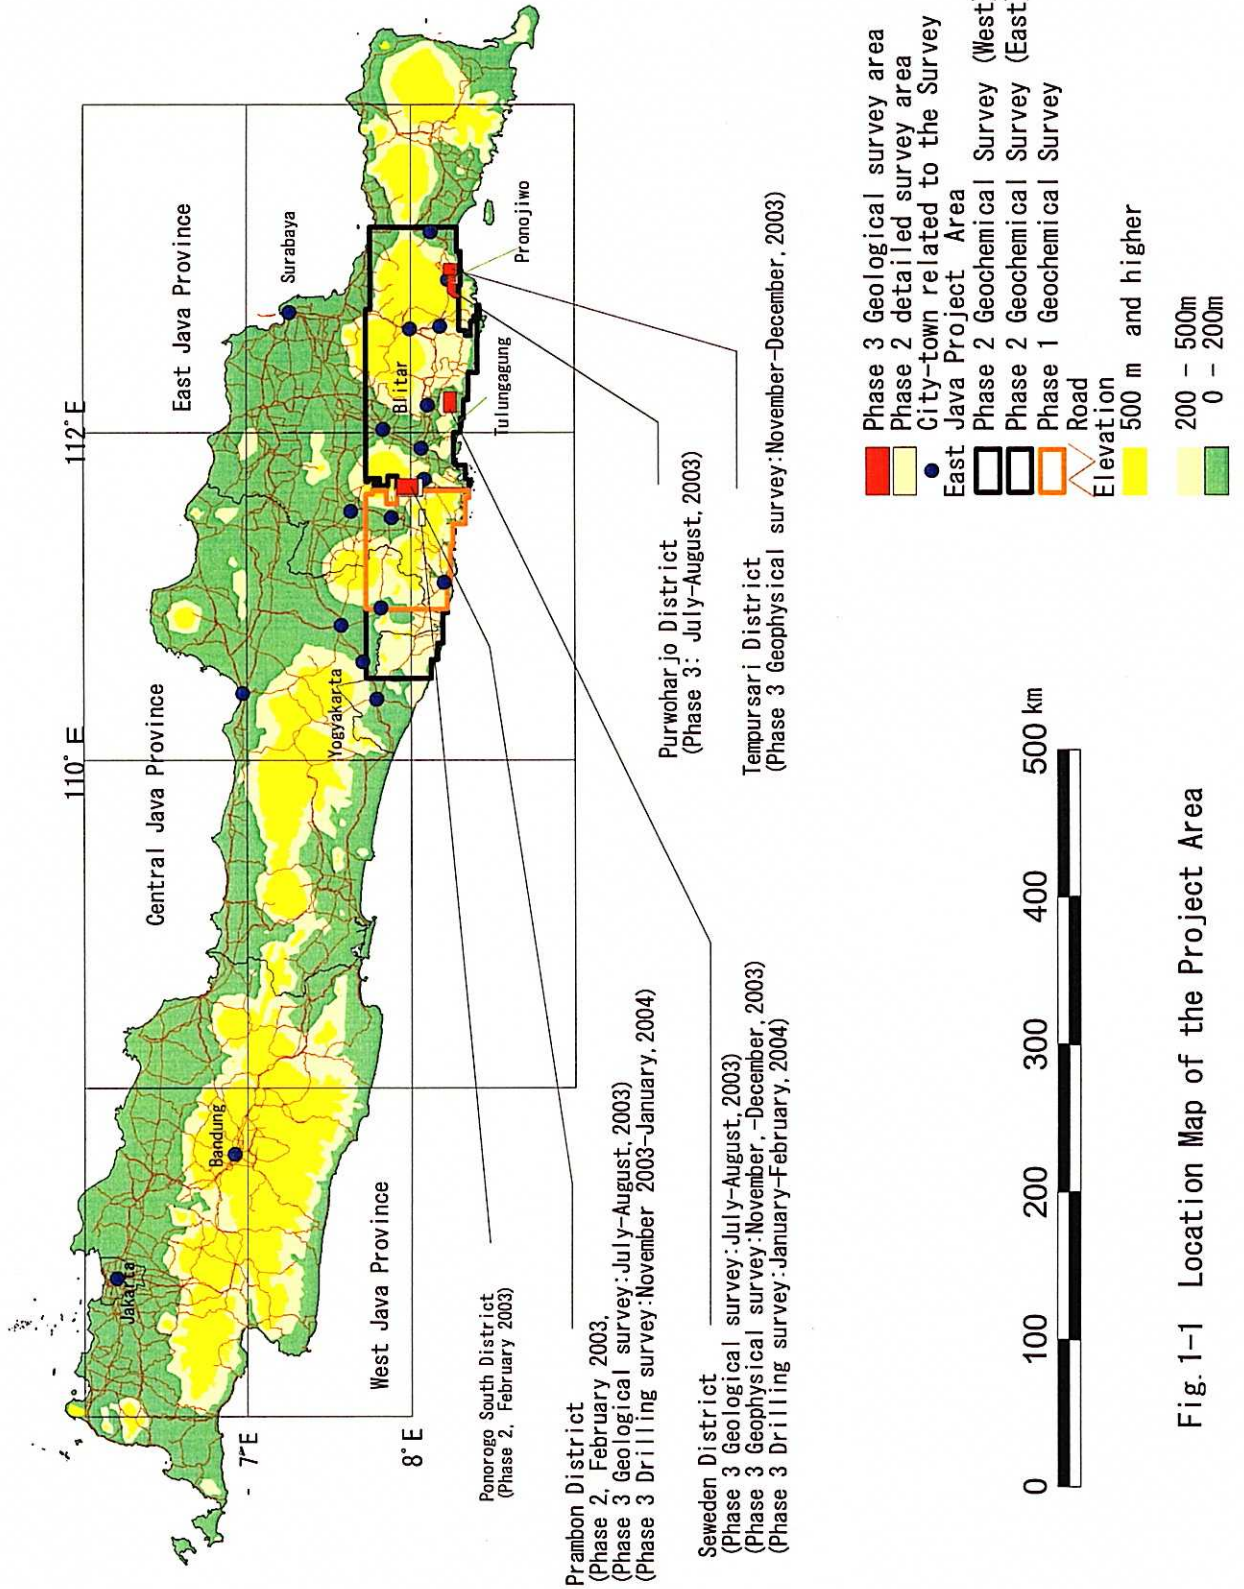 Central Java Province
East Java Province
110°E
112°E
Surabaya
Jakarta
Bandung
Yogyakarta
Blitar
Tulungagung
Pronojiwo
7°E
8°E
West Java Province
Ponorogo South District
(Phase 2, February 2003)
Prambon District
(Phase 2, February 2003,
(Phase 3 Geological survey:July-August, 2003)
(Phase 3 Drilling survey:November 2003-January, 2004)
Seweden District
(Phase 3 Geological survey:July-August, 2003)
(Phase 3 Geophysical survey:November,-December, 2003)
(Phase 3 Drilling survey:January-February, 2004)
Purwoharjo District
(Phase 3: July-August, 2003)
Tempursari District
(Phase 3 Geophysical survey:November-December, 2003)
Phase 3 Geological survey area
Phase 2 detailed survey area
City-town related to the Survey
East Java Project Area
Phase 2 Geochemical Survey (West
Phase 2 Geochemical Survey (East
Phase 1 Geochemical Survey
Road
Elevation
500 m and higher
200 - 500m
0 - 200m
0 100 200 300 400 500 km
Fig. 1-1 Location Map of the Project Area